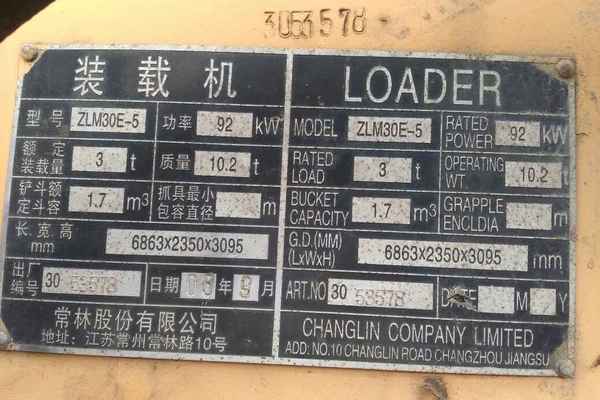 3053578
装载机
型号 ZLM30E-5 功率 92 kW
额定装载量 3 t 质量 10.2 t
铲斗额定斗容 1.7 m³ 抓具最小包容直径 m
长.宽.高 mm 6863X2350X3095
出厂编号 30 53578 日期 年 9 月
常林股份有限公司
地址: 江苏常州常林路10号
LOADER
MODEL ZLM30E-5 RATED POWER 92 kW
RATED LOAD 3 t OPERATING WT. 10.2 t
BUCKET CAPACITY 1.7 m³ GRAPPLE ENCLDIA m
G.D.(MM) (LxWxH) 6863X2350X3095 mm
ART.NO 30 53578 DATE M Y
CHANGLIN COMPANY LIMITED
ADD: NO.10 CHANGLIN ROAD CHANGZHOU JIANGSU